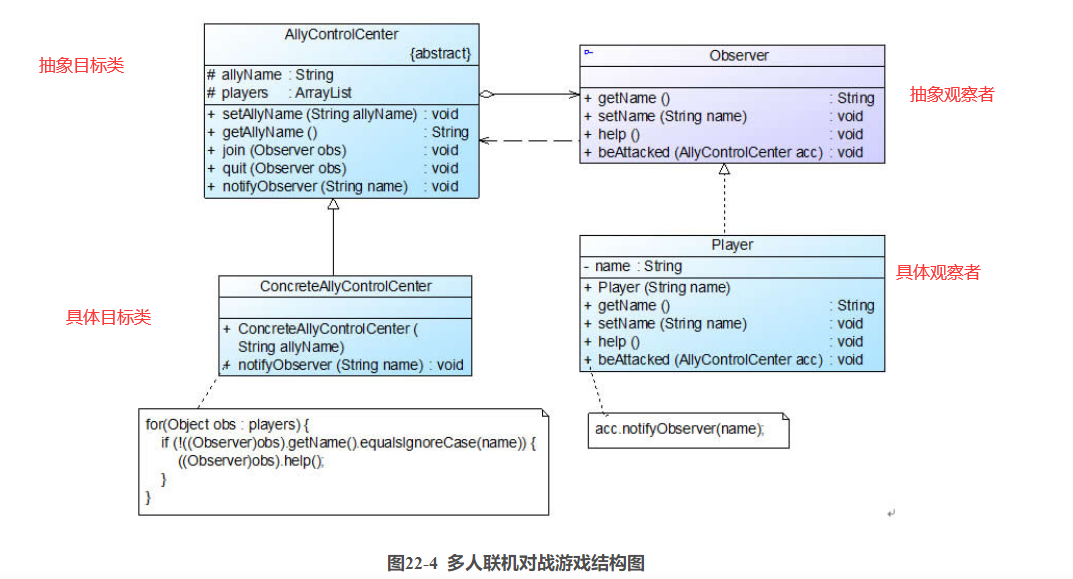 抽象目标类
AllyControlCenter
{abstract}
# allyName : String
# players : ArrayList
+ setAllyName (String allyName) : void
+ getAllyName () : String
+ join (Observer obs) : void
+ quit (Observer obs) : void
+ notifyObserver (String name) : void
Observer
+ getName () : String
+ setName (String name) : void
+ help () : void
+ beAttacked (AllyControlCenter acc) : void
抽象观察者
具体目标类
ConcreteAllyControlCenter
+ ConcreteAllyControlCenter (
String allyName)
+ notifyObserver (String name) : void
Player
- name : String
+ Player (String name)
+ getName () : String
+ setName (String name) : void
+ help () : void
+ beAttacked (AllyControlCenter acc) : void
具体观察者
for(Object obs : players) {
if (!((Observer)obs).getName().equalsIgnoreCase(name)) {
((Observer)obs).help();
}
}
acc.notifyObserver(name);
图22-4 多人联机对战游戏结构图